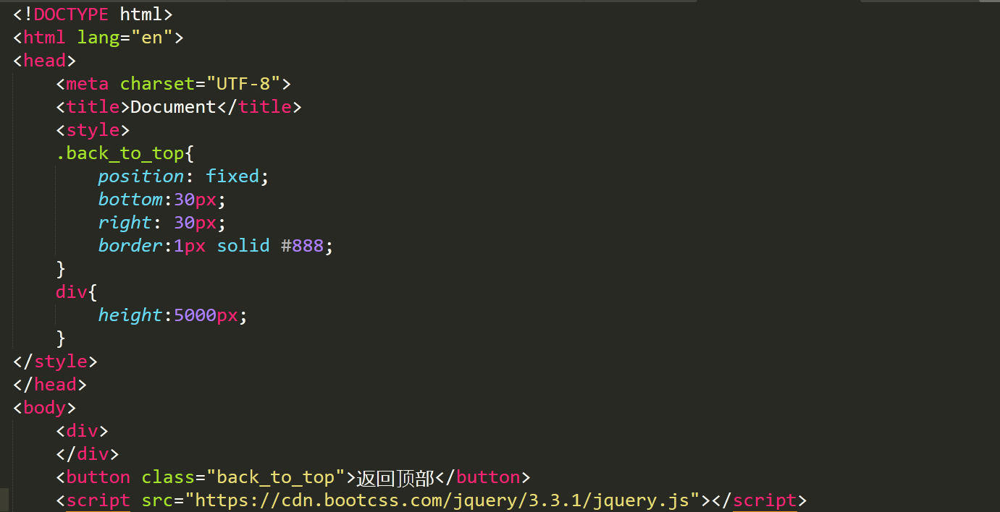 <!DOCTYPE html>
<html lang="en">
<head>
    <meta charset="UTF-8">
    <title>Document</title>
    <style>
    .back_to_top{
        position: fixed;
        bottom:30px;
        right: 30px;
        border:1px solid #888;
    }
    div{
        height:5000px;
    }
</style>
</head>
<body>
    <div>
    </div>
    <button class="back_to_top">返回顶部</button>
    <script src="https://cdn.bootcss.com/jquery/3.3.1/jquery.js"></script>